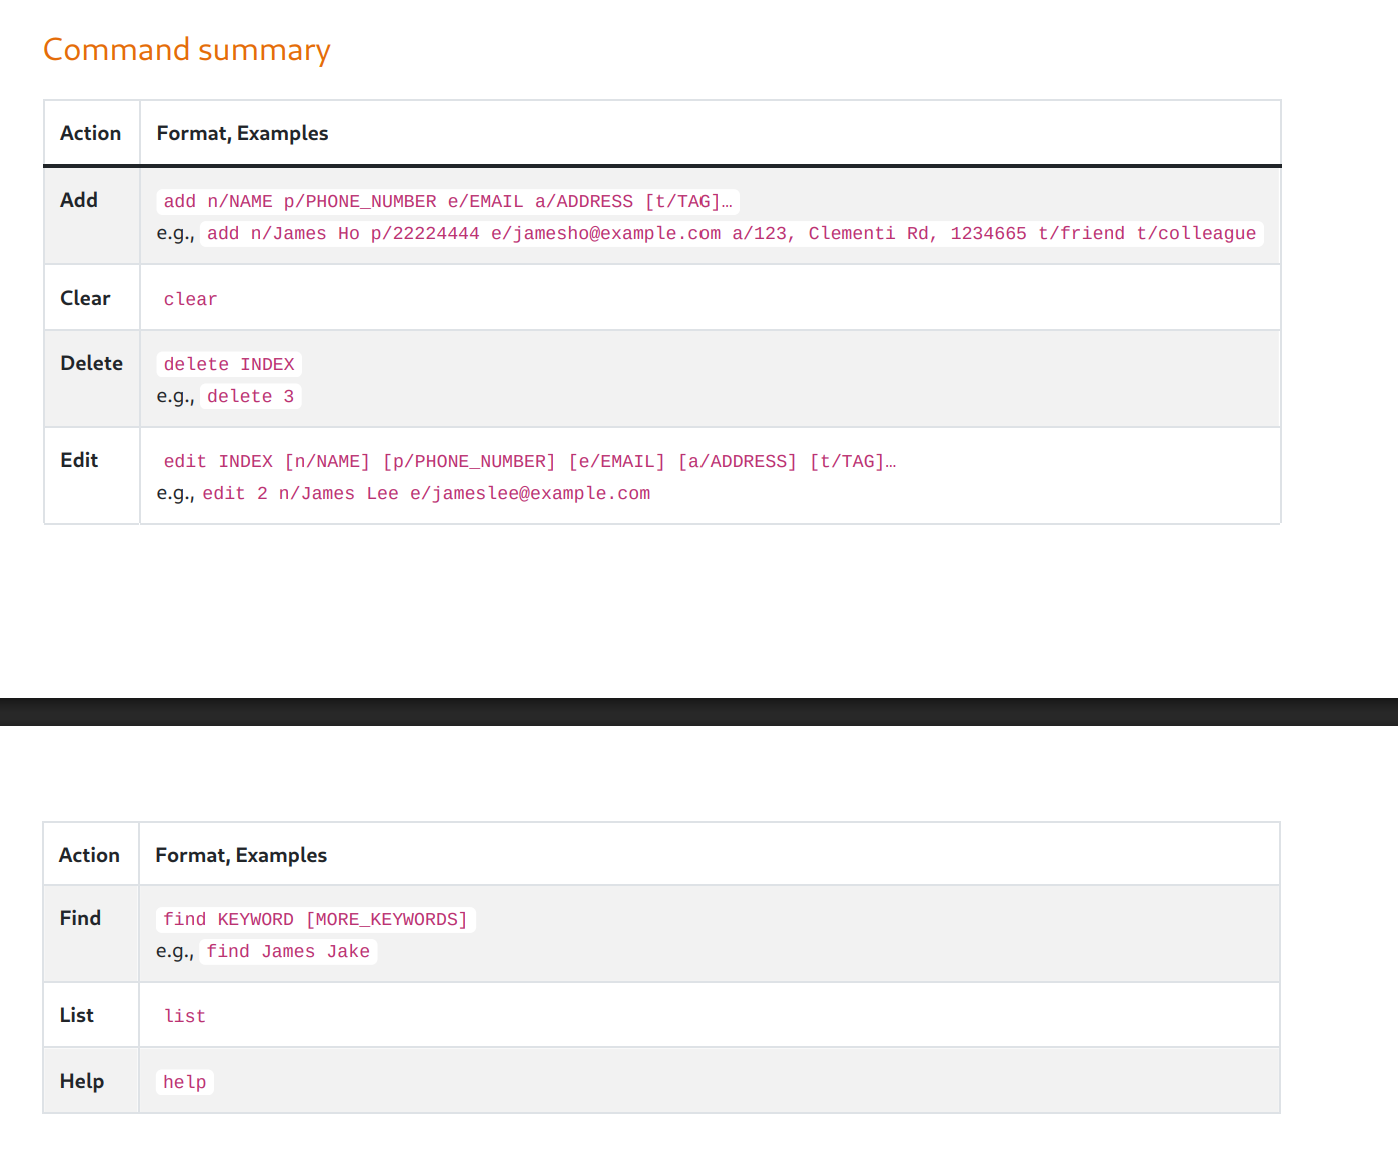 Command summary
Action Format, Examples
Add add n/NAME p/PHONE_NUMBER e/EMAIL a/ADDRESS [t/TAG]…
e.g., add n/James Ho p/22224444 e/jamesho@example.com a/123, Clementi Rd, 1234665 t/friend t/colleague
Clear clear
Delete delete INDEX
e.g., delete 3
Edit edit INDEX [n/NAME] [p/PHONE_NUMBER] [e/EMAIL] [a/ADDRESS] [t/TAG]…
e.g., edit 2 n/James Lee e/jameslee@example.com
Action Format, Examples
Find find KEYWORD [MORE_KEYWORDS]
e.g., find James Jake
List list
Help help